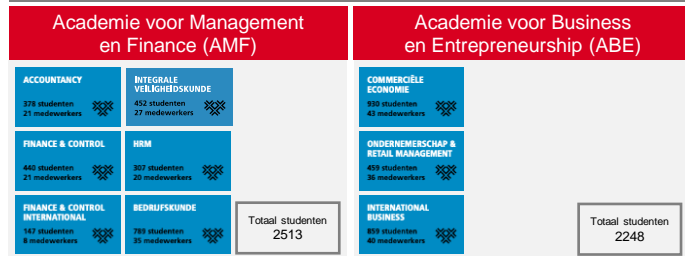 Academie voor Management
en Finance (AMF)
ACCOUNTANCY
378 studenten
21 medewerkers
INTEGRALE
VEILIGHEIDSKUNDE
452 studenten
27 medewerkers
FINANCE & CONTROL
440 studenten
21 medewerkers
HRM
307 studenten
20 medewerkers
FINANCE & CONTROL
INTERNATIONAL
147 studenten
8 medewerkers
BEDRIJFSKUNDE
789 studenten
35 medewerkers
Totaal studenten
2513
Academie voor Business
en Entrepreneurship (ABE)
COMMERCIËLE
ECONOMIE
930 studenten
43 medewerkers
ONDERNEMERSCHAP &
RETAIL MANAGEMENT
459 studenten
36 medewerkers
INTERNATIONAL
BUSINESS
859 studenten
40 medewerkers
Totaal studenten
2248